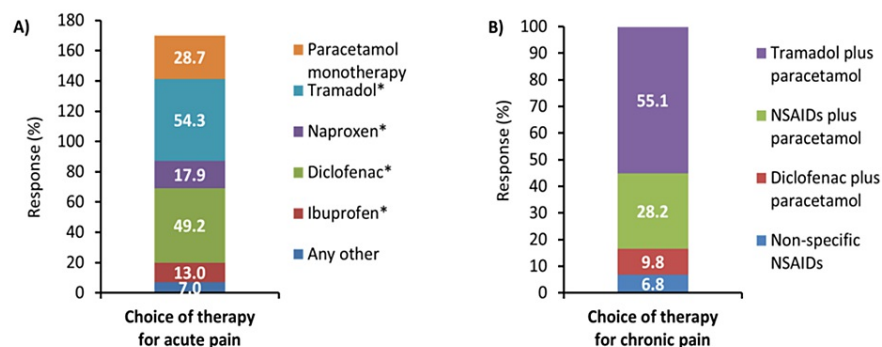 A)
180
160
140
120
100
80
60
40
20
0
Response (%)
28.7
54.3
17.9
49.2
13.0
7.0
Paracetamol
monotherapy
Tramadol*
Naproxen*
Diclofenac*
Ibuprofen*
Any other
Choice of therapy
for acute pain
B)
100
90
80
70
60
50
40
30
20
10
0
Response (%)
55.1
28.2
9.8
6.8
Tramadol plus
paracetamol
NSAIDs plus
paracetamol
Diclofenac plus
paracetamol
Non-specific
NSAIDs
Choice of therapy
for chronic pain